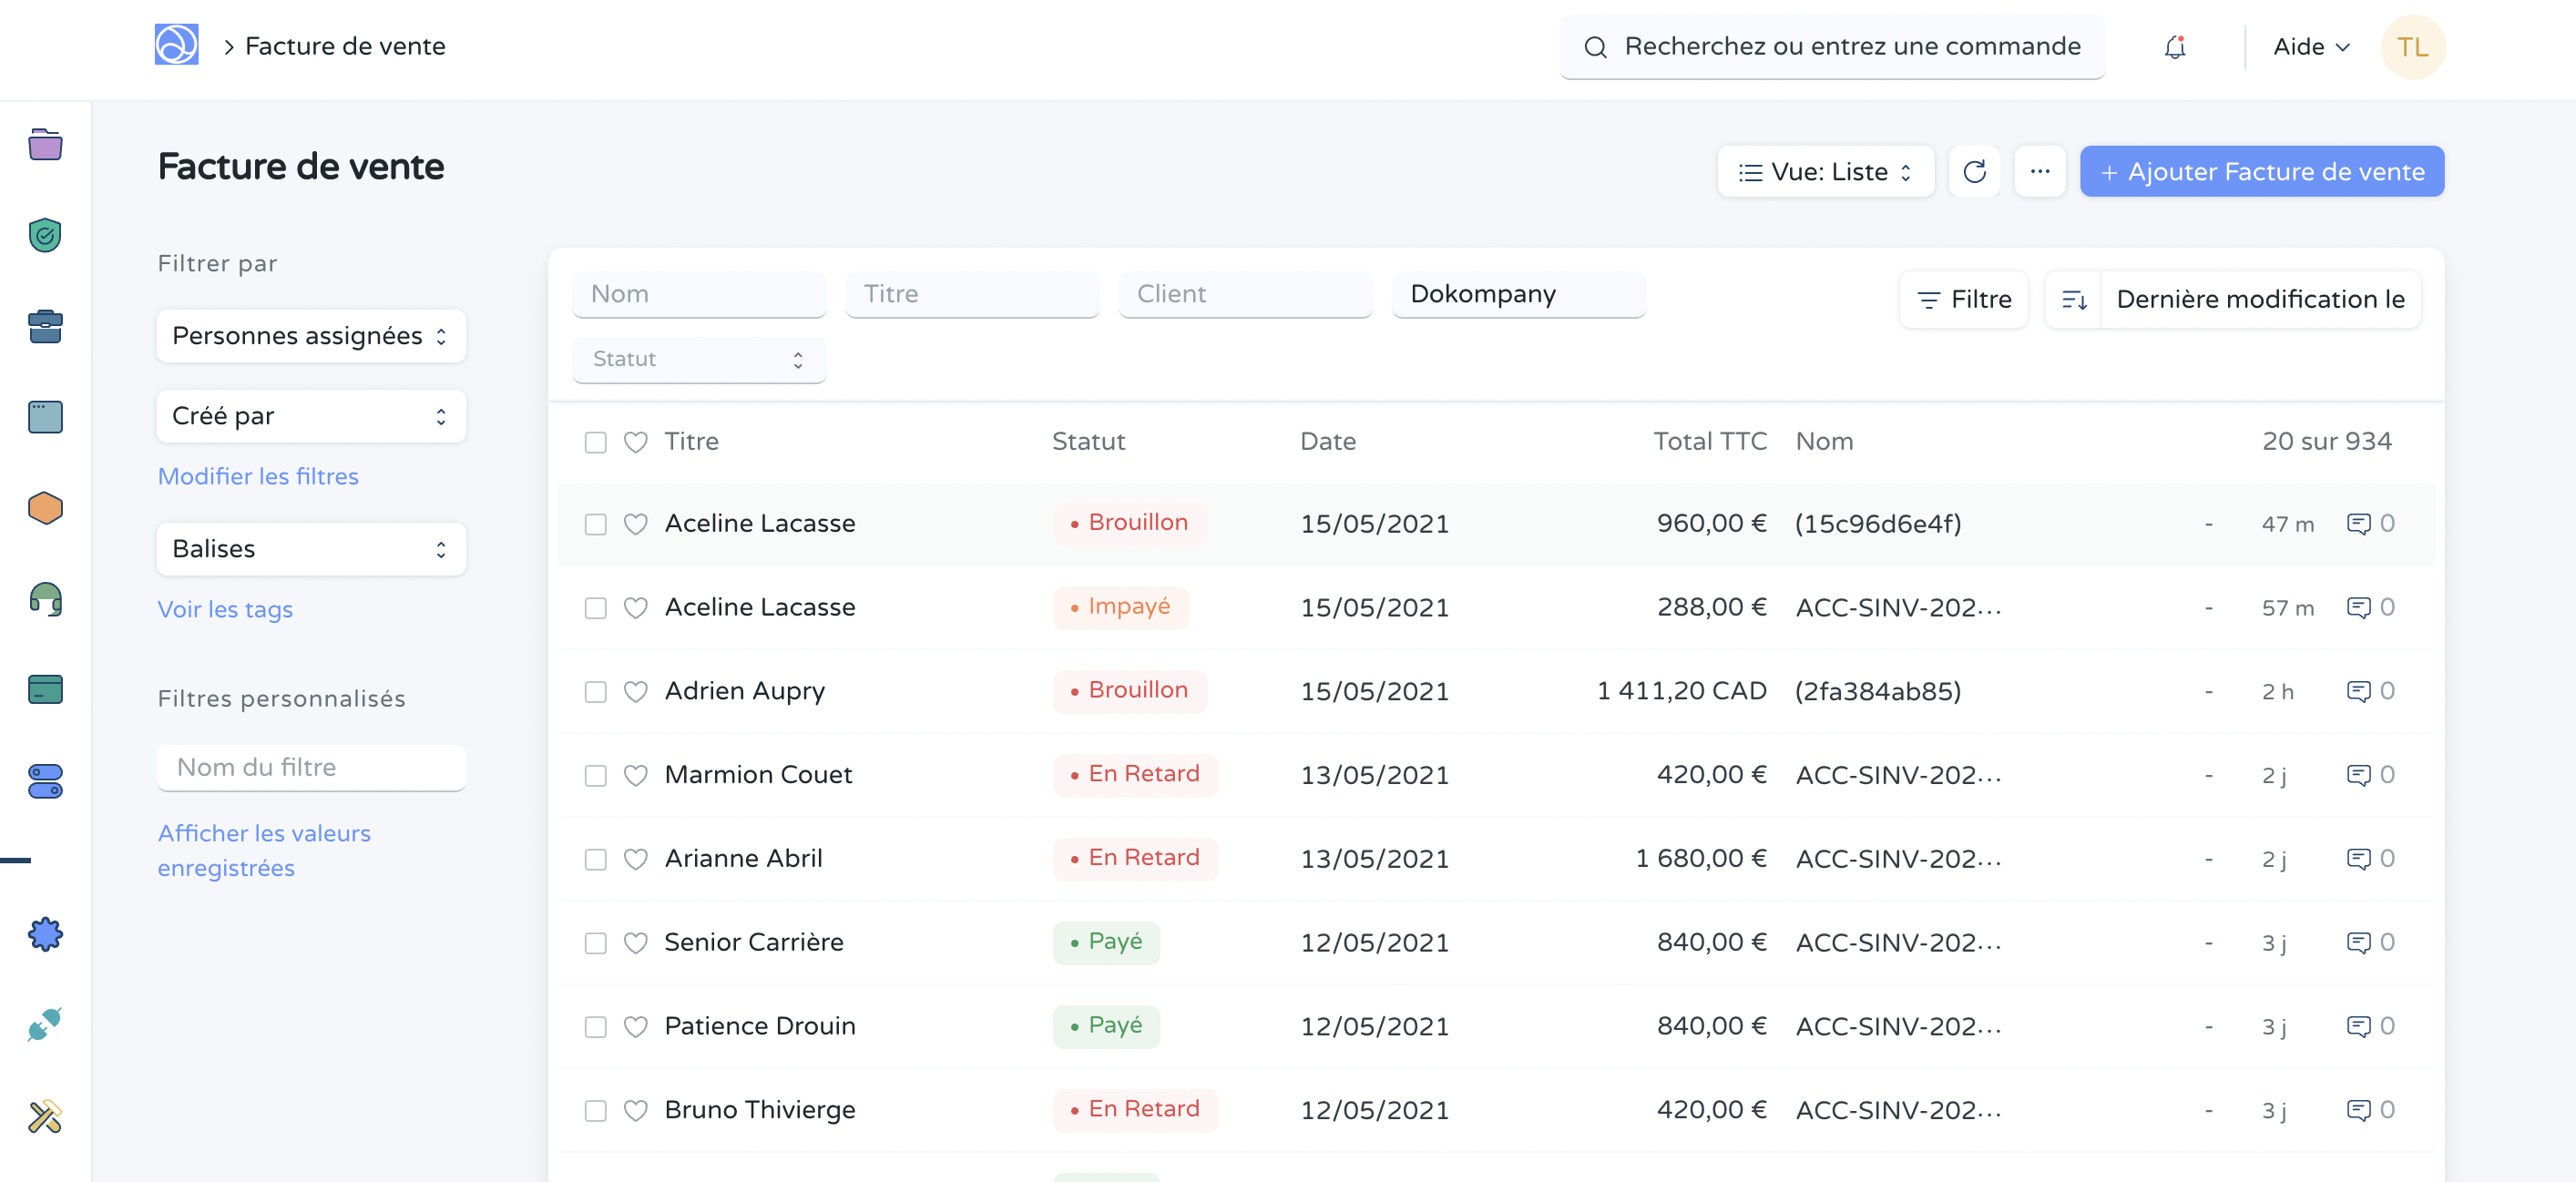 Facture de vente
Recherchez ou entrez une commande
Aide
TL
Facture de vente
Vue: Liste
...
+ Ajouter Facture de vente
Filtrer par
Personnes assignées
Créé par
Modifier les filtres
Balises
Voir les tags
Filtres personnalisés
Nom du filtre
Afficher les valeurs
enregistrées
Nom Titre Client Dokompany
Filtre Dernière modification le
Statut
Titre Statut Date Total TTC Nom 20 sur 934
Aceline Lacasse • Brouillon 15/05/2021 960,00 € (15c96d6e4f) - 47 m 0
Aceline Lacasse • Impayé 15/05/2021 288,00 € ACC-SINV-202... - 57 m 0
Adrien Aupry • Brouillon 15/05/2021 1 411,20 CAD (2fa384ab85) - 2 h 0
Marmion Couet • En Retard 13/05/2021 420,00 € ACC-SINV-202... - 2 j 0
Arianne Abril • En Retard 13/05/2021 1 680,00 € ACC-SINV-202... - 2 j 0
Senior Carrière • Payé 12/05/2021 840,00 € ACC-SINV-202... - 3 j 0
Patience Drouin • Payé 12/05/2021 840,00 € ACC-SINV-202... - 3 j 0
Bruno Thivierge • En Retard 12/05/2021 420,00 € ACC-SINV-202... - 3 j 0